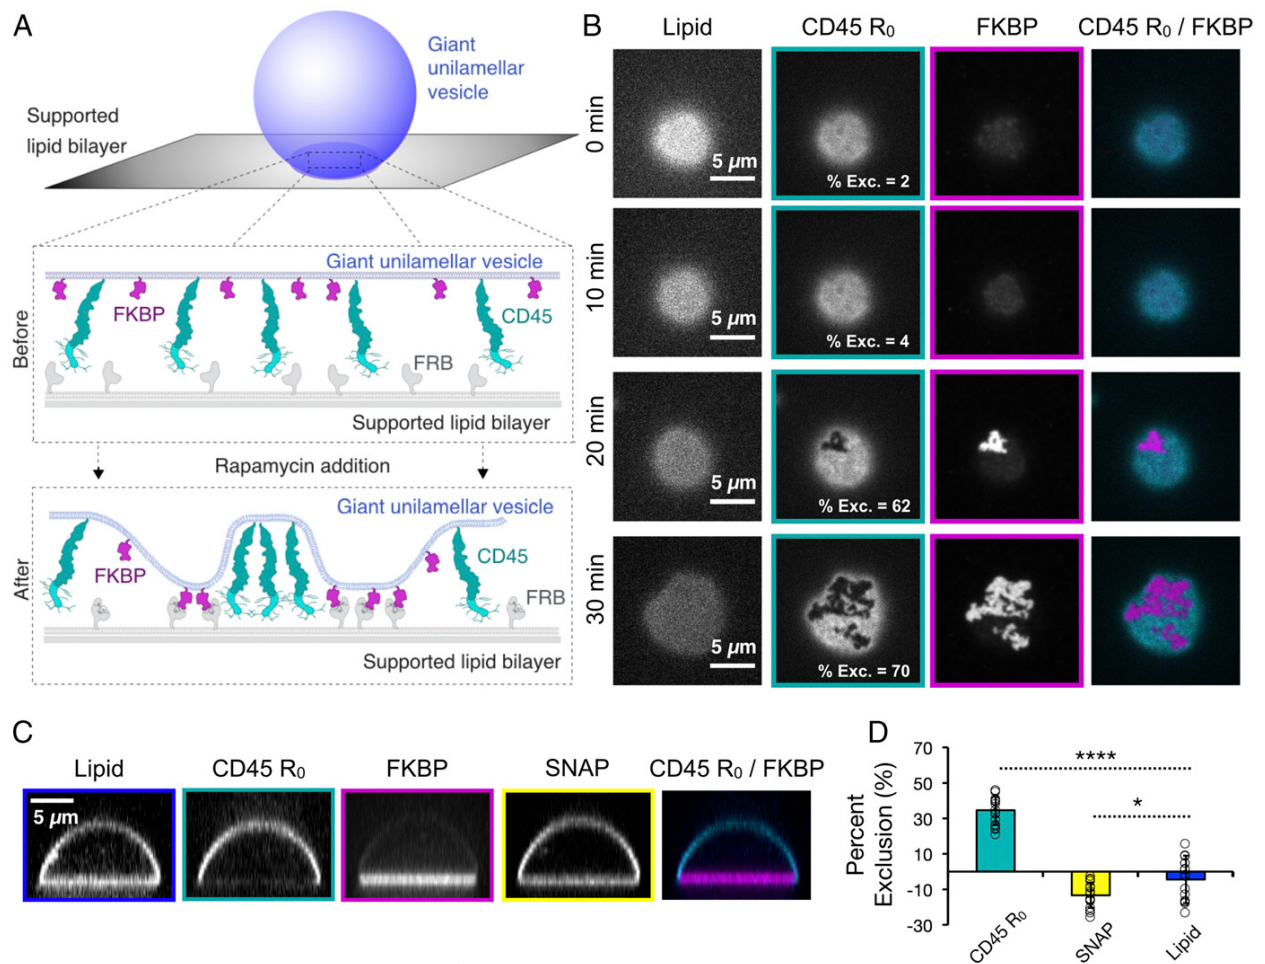 A
Giant
unilamellar
vesicle
Supported
lipid bilayer
Before
Giant unilamellar vesicle
FKBP
CD45
FRB
Supported lipid bilayer
Rapamycin addition
After
Giant unilamellar vesicle
CD45
FKBP
FRB
Supported lipid bilayer
B
Lipid CD45 R₀ FKBP CD45 R₀ / FKBP
0 min
5 µm
% Exc. = 2
10 min
5 µm
% Exc. = 4
20 min
5 µm
% Exc. = 62
30 min
5 µm
% Exc. = 70
C
Lipid CD45 R₀ FKBP SNAP CD45 R₀ / FKBP
5 µm
D
Percent
Exclusion (%)
70
50
30
10
-10
-30
****
*
CD45 R₀
SNAP
Lipid